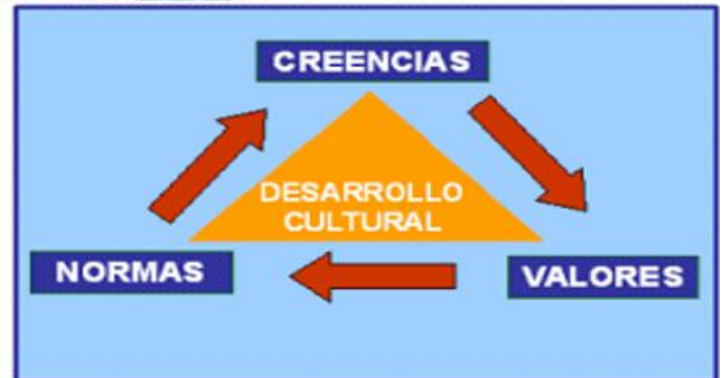 CREENCIAS
DESARROLLO
CULTURAL
NORMAS
VALORES